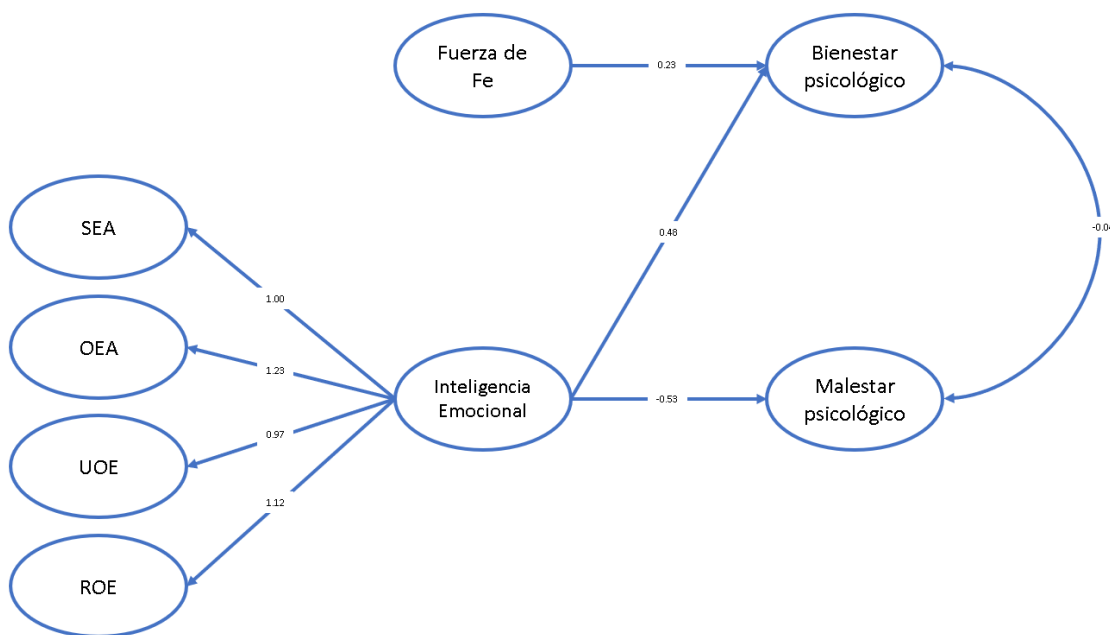 Fuerza de
Fe
0.23
Bienestar
psicológico
SEA
0.48
1.00
OEA
1.23
Inteligencia
Emocional
-0.53
Malestar
psicológico
0.97
UOE
1.12
ROE